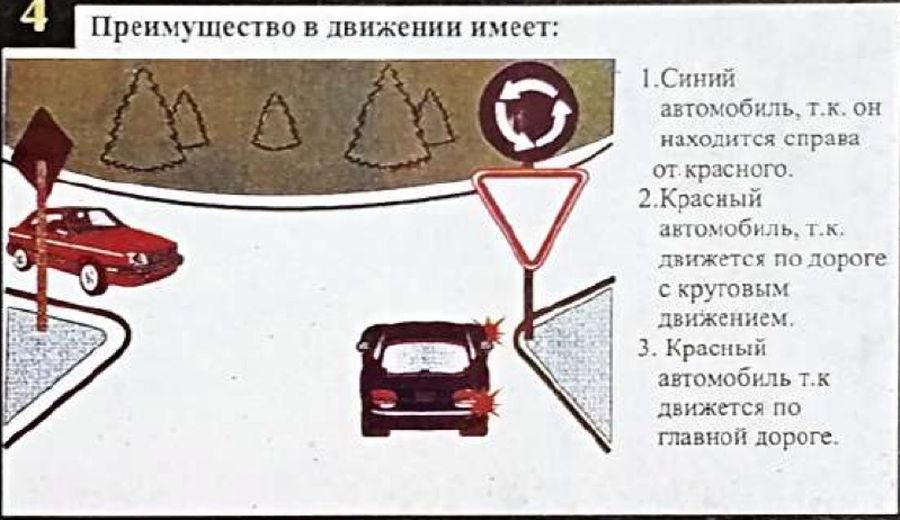 4
Преимущество в движении имеет:
1.Синий
автомобиль, т.к. он
находится справа
от красного.
2.Красный
автомобиль, т.к.
движется по дороге
с круговым
движением.
3. Красный
автомобиль т.к
движется по
главной дороге.